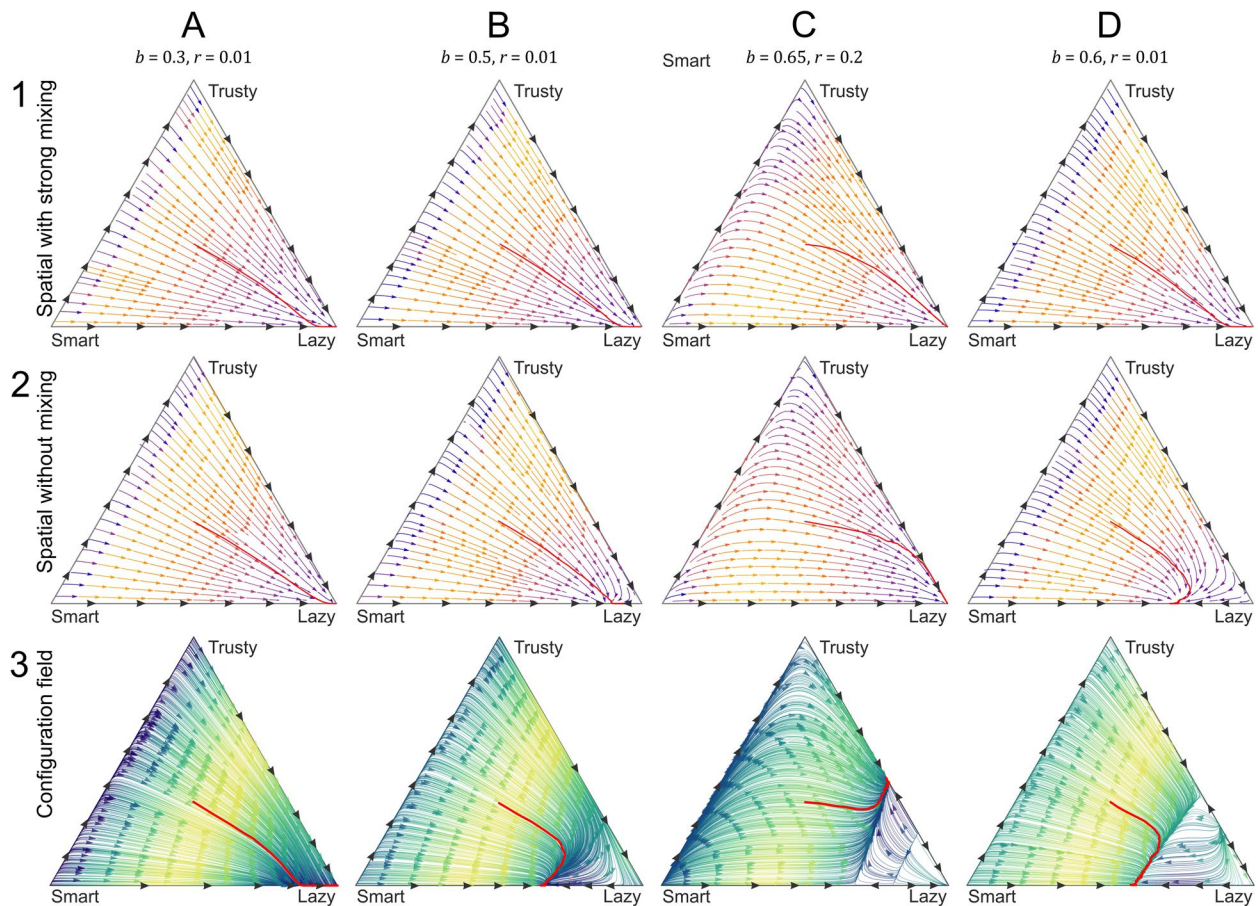 A
B
C
D
b = 0.3, r = 0.01
b = 0.5, r = 0.01
Smart
b = 0.65, r = 0.2
b = 0.6, r = 0.01
1
Spatial with strong mixing
Trusty
Trusty
Trusty
Trusty
Smart
Lazy
Smart
Lazy
Smart
Lazy
Smart
Lazy
2
Spatial without mixing
Trusty
Trusty
Trusty
Trusty
Smart
Lazy
Smart
Lazy
Smart
Lazy
Smart
Lazy
3
Configuration field
Trusty
Trusty
Trusty
Trusty
Smart
Lazy
Smart
Lazy
Smart
Lazy
Smart
Lazy